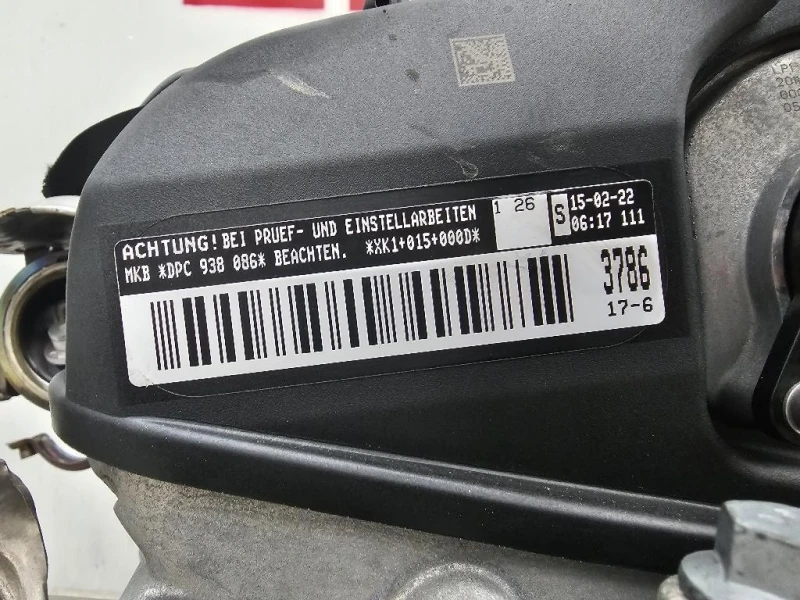 ACHTUNG! BEI PRUEF- UND EINSTELLARBEITEN
MKB *DPC 938 086* BEACHTEN. *XK1+015+000D*
1 26
S
15-02-22
06:17 111
3786
17-6
LP1